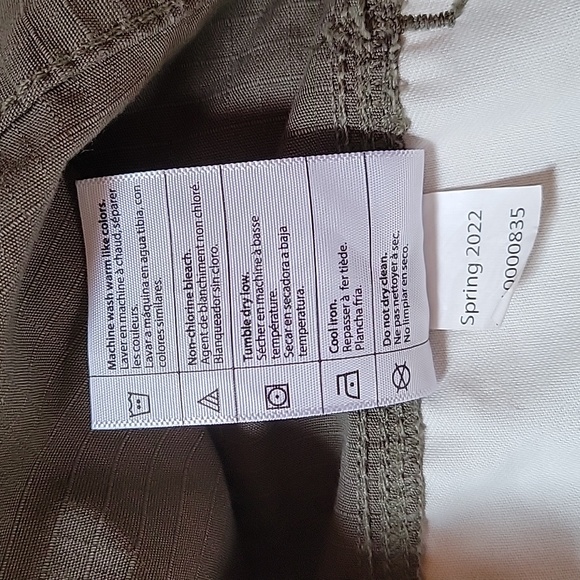 Machine wash warm like colors.
Laver en machine à chaud, séparer
les couleurs.
Lavar a máquina en agua tibia, con
colores similares.
Non-chlorine bleach.
Agent de blanchiment non chloré.
Blanqueador sin cloro.
Tumble dry low.
Sécher en machine à basse
température.
Secar en secadora a baja
temperatura.
Cool iron.
Repasser à fer tiède.
Plancha fria.
Do not dry clean.
Ne pas nettoyer à sec.
No limpiar en seco.
Spring 2022
0000835